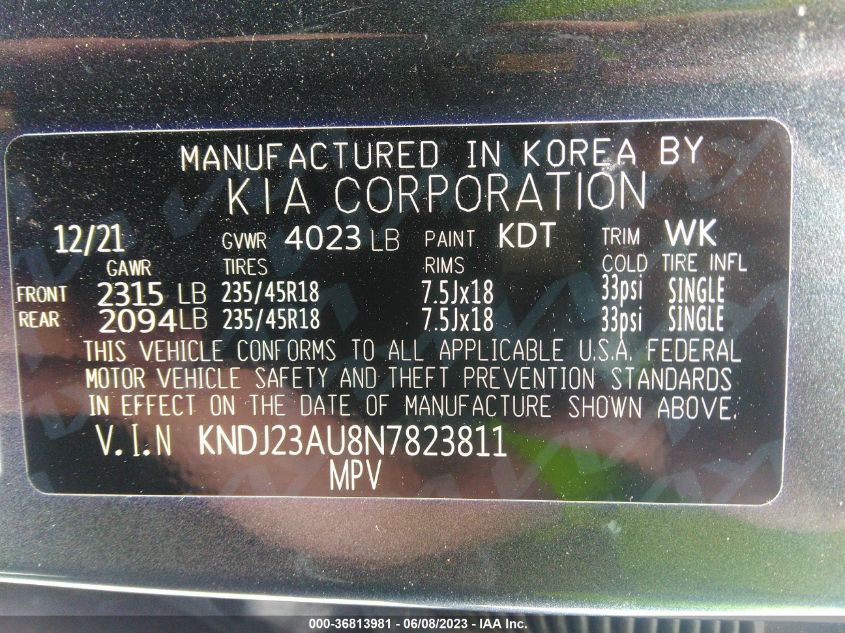 MANUFACTURED IN KOREA BY
KIA CORPORATION
12/21 GVWR 4023 LB PAINT KDT TRIM WK
GAWR TIRES RIMS COLD TIRE INFL
FRONT 2315 LB 235/45R18 7.5Jx18 33psi SINGLE
REAR 2094 LB 235/45R18 7.5Jx18 33psi SINGLE
THIS VEHICLE CONFORMS TO ALL APPLICABLE U.S.A. FEDERAL
MOTOR VEHICLE SAFETY AND THEFT PREVENTION STANDARDS
IN EFFECT ON THE DATE OF MANUFACTURE SHOWN ABOVE.
V.I.N KNDJ23AU8N7823811
MPV
000-36813981 - 06/08/2023 - IAA Inc.